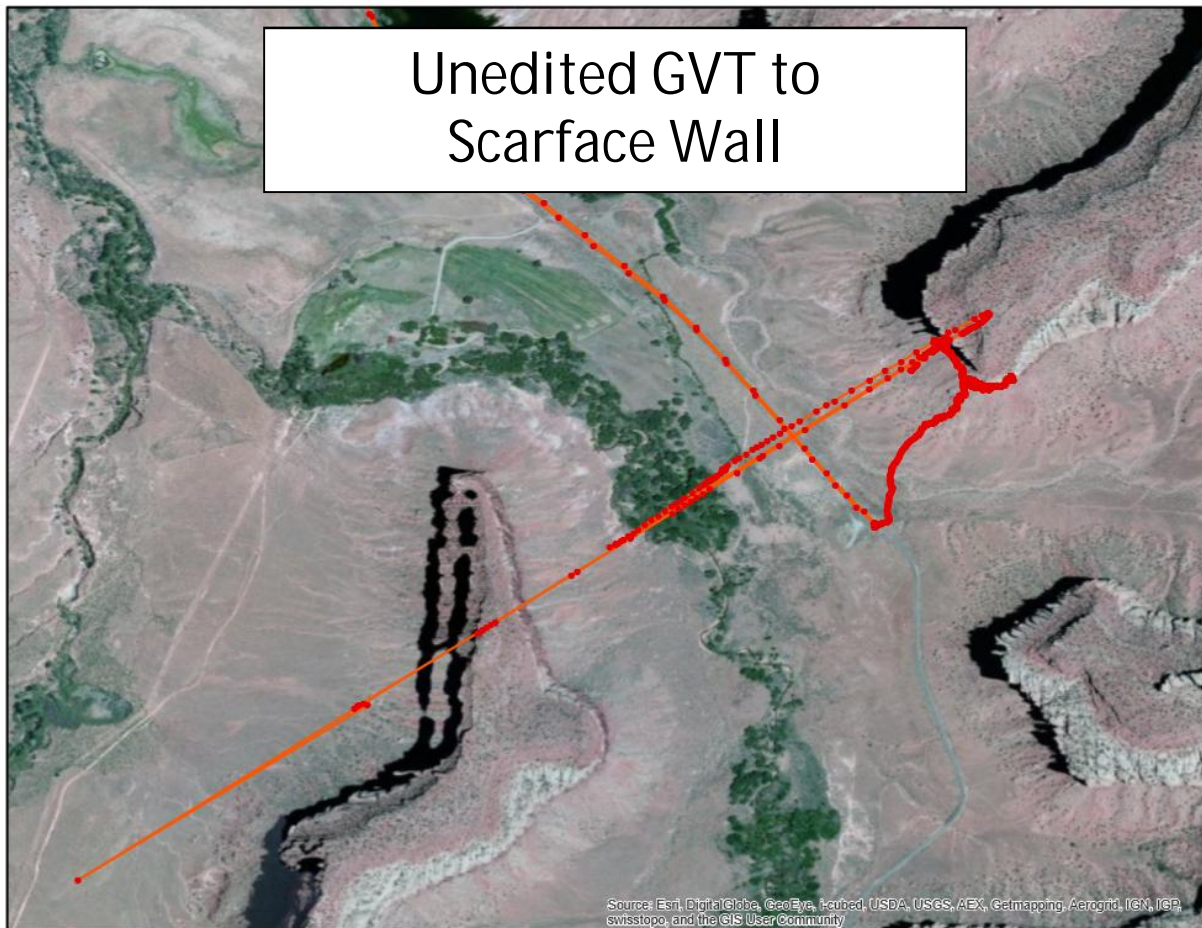 Unedited GVT to
Scarface Wall
Source: Esri, DigitalGlobe, GeoEye, i-cubed, USDA, USGS, AEX, Getmapping, Aerogrid, IGN, IGP,
swisstopo, and the GIS User Community